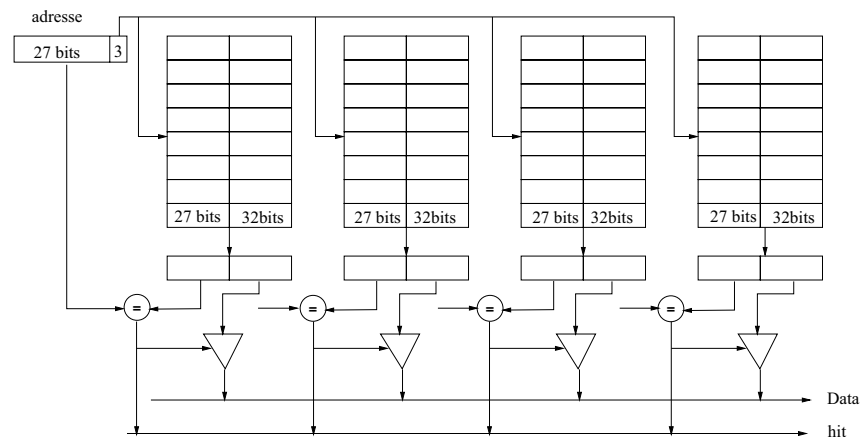 adresse
27 bits 3
27 bits 32bits 27 bits 32bits 27 bits 32bits 27 bits 32bits
= = = =
Data
hit